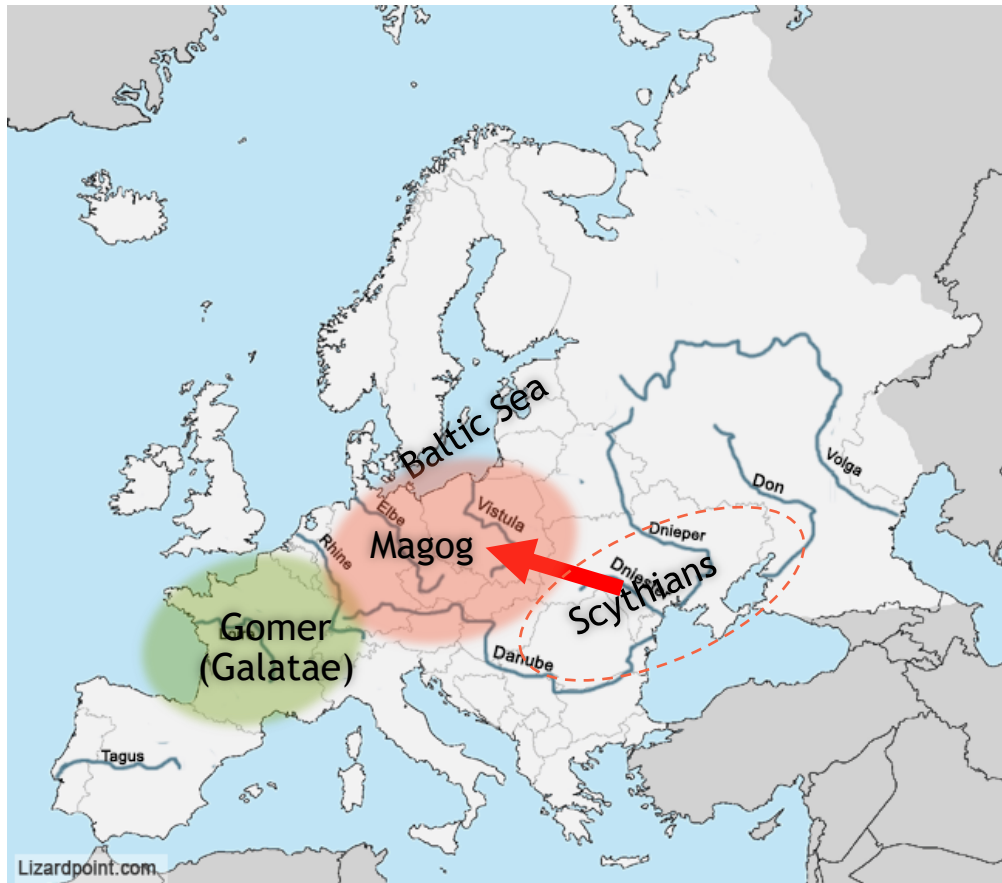 Baltic Sea
Volga
Don
Elbe
Vistula
Dnieper
Rhine
Magog
Scythians
Gomer
(Galatae)
Danube
Tagus
Lizardpoint.com